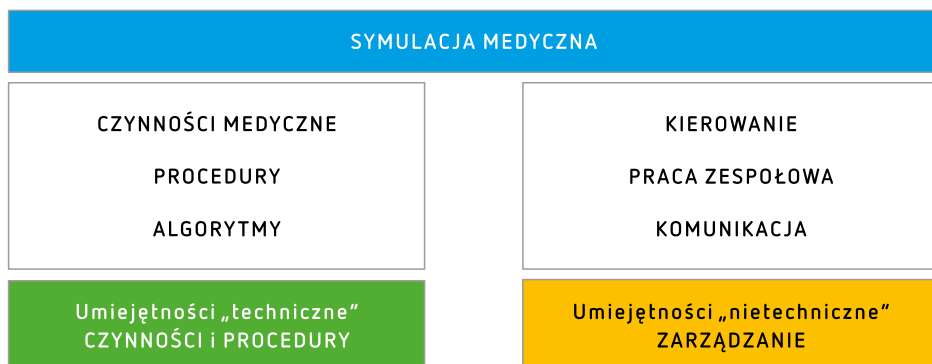 SYMULACJA MEDYCZNA
CZYNNOŚCI MEDYCZNE
PROCEDURY
ALGORYTMY
Umiejętności „techniczne”
CZYNNOŚCI i PROCEDURY
KIEROWANIE
PRACA ZESPOŁOWA
KOMUNIKACJA
Umiejętności „nietechniczne”
ZARZĄDZANIE